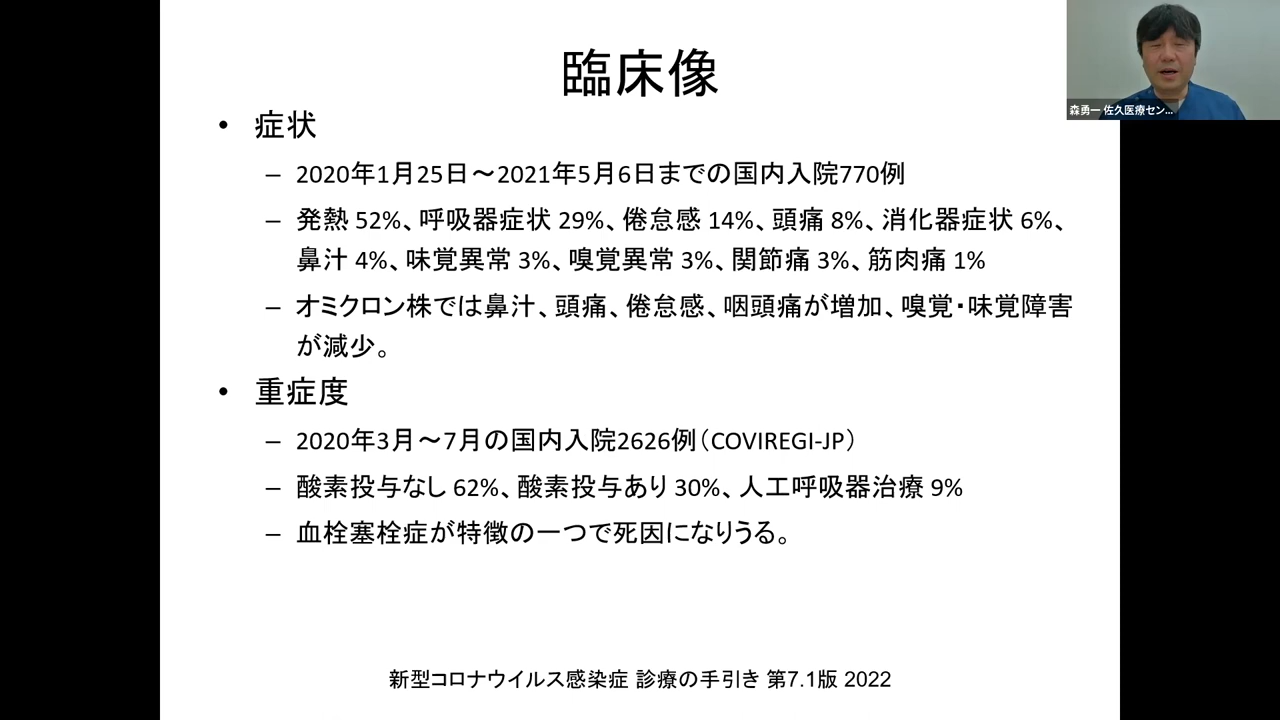 臨床像
森勇一 佐久医療セン...
• 症状
– 2020年1月25日～2021年5月6日までの国内入院770例
– 発熱 52%、呼吸器症状 29%、倦怠感 14%、頭痛 8%、消化器症状 6%、
鼻汁 4%、味覚異常 3%、嗅覚異常 3%、関節痛 3%、筋肉痛 1%
– オミクロン株では鼻汁、頭痛、倦怠感、咽頭痛が増加、嗅覚・味覚障害
が減少。
• 重症度
– 2020年3月～7月の国内入院2626例（COVIREGI-JP）
– 酸素投与なし 62%、酸素投与あり 30%、人工呼吸器治療 9%
– 血栓塞栓症が特徴の一つで死因になりうる。
新型コロナウイルス感染症 診療の手引き 第7.1版 2022